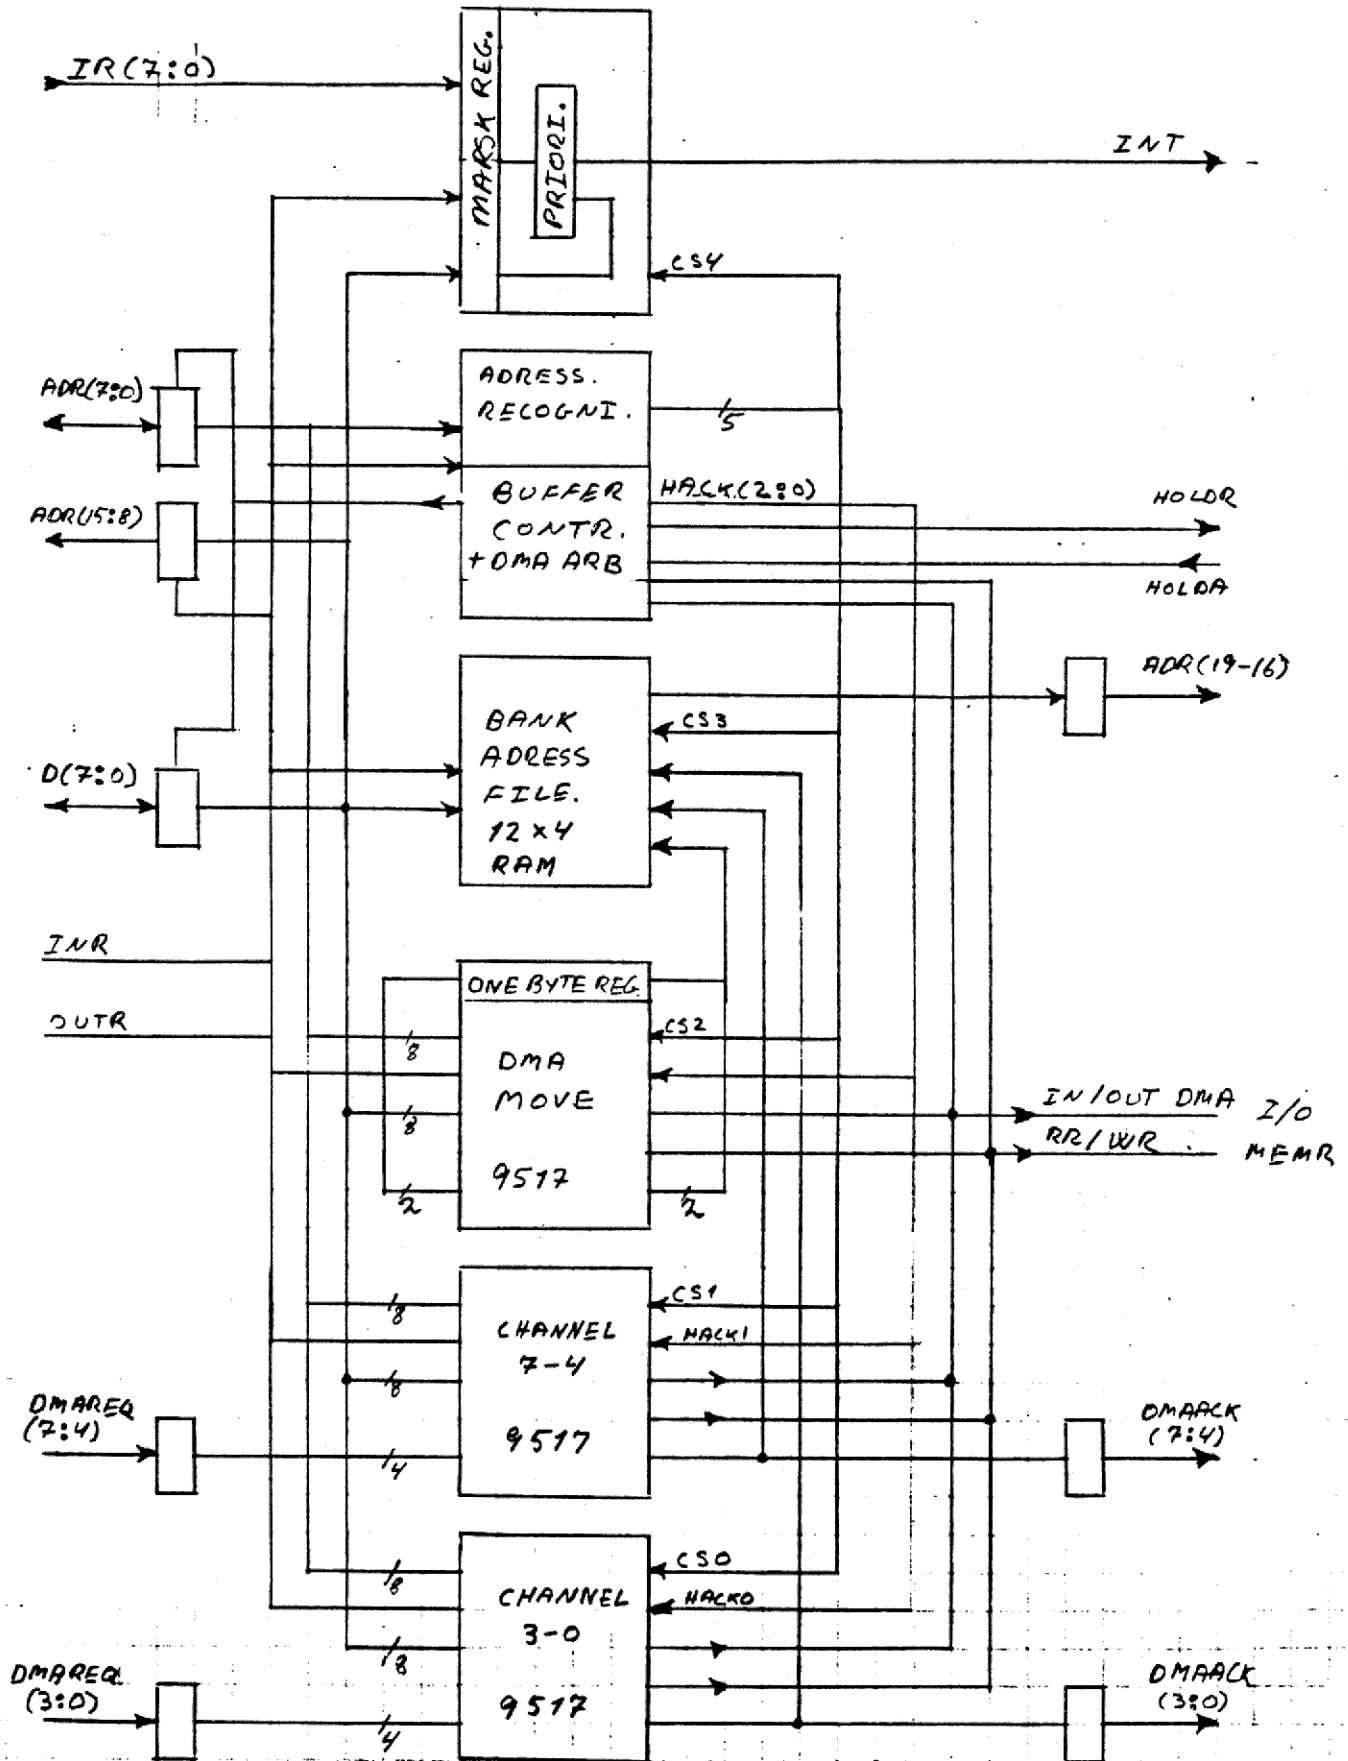 IR(7:0)
MARSK REG.
PRIORI.
INT
CS4
ADR(7:0)
ADRESS.
RECOGNI.
5
ADR(15:8)
BUFFER
CONTR.
+DMA ARB
HACK(2:0)
HOLDR
HOLDA
ADR(19-16)
BANK
ADRESS
FILE.
12x4
RAM
CS3
D(7:0)
INR
OUTR
ONE BYTE REG.
8
DMA
MOVE
8
9517
2
2
CS2
IN/OUT DMA I/O
RR/WR MEMR
8
CHANNEL
7-4
8
9517
4
CS1
HACK1
DMAREQ
(7:4)
DMAACK
(7:4)
8
CHANNEL
3-0
8
9517
4
CS0
HACK0
DMAREQ.
(3:0)
DMAACK
(3:0)